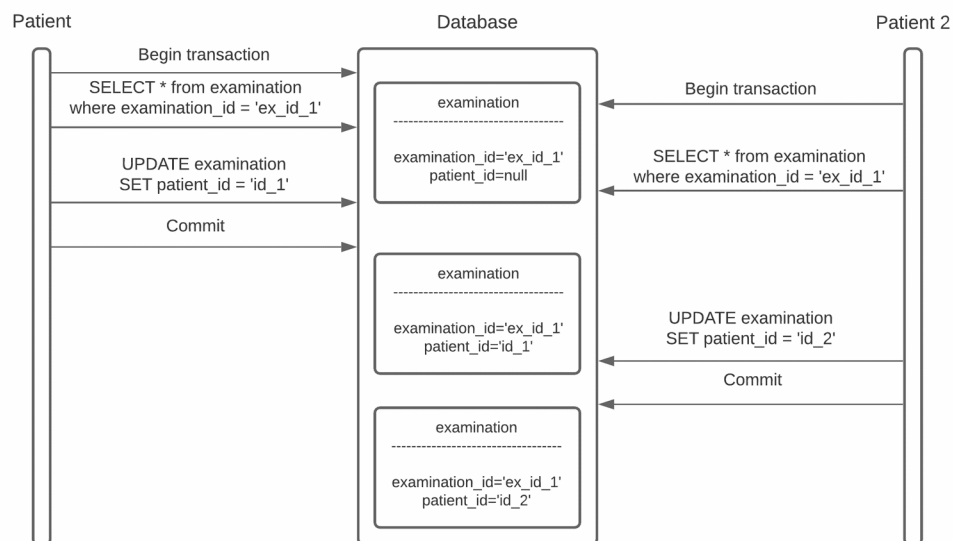 Patient
Database
Patient 2
Begin transaction
SELECT * from examination
where examination_id = 'ex_id_1'
UPDATE examination
SET patient_id = 'id_1'
Commit
examination
----------------------------------
examination_id='ex_id_1'
patient_id=null
examination
----------------------------------
examination_id='ex_id_1'
patient_id='id_1'
examination
----------------------------------
examination_id='ex_id_1'
patient_id='id_2'
Begin transaction
SELECT * from examination
where examination_id = 'ex_id_1'
UPDATE examination
SET patient_id = 'id_2'
Commit